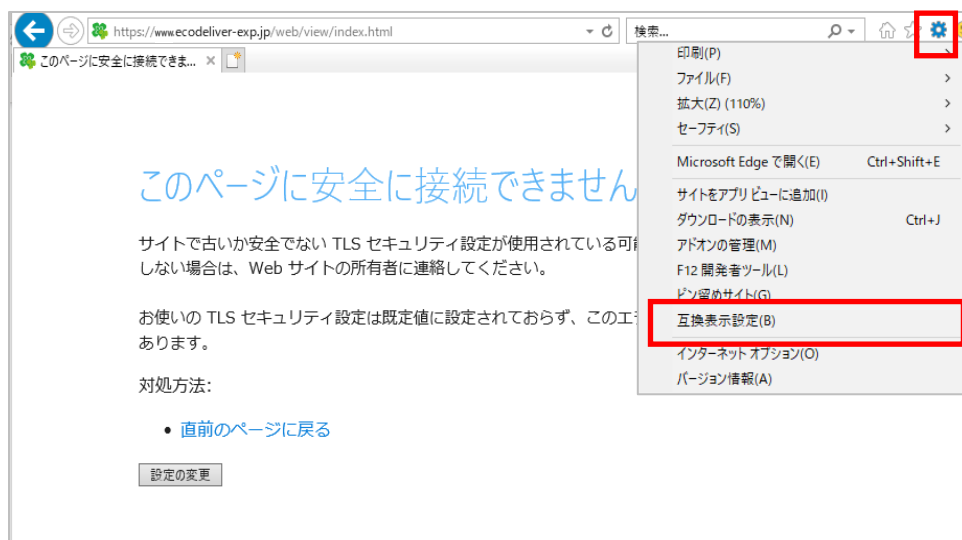 https://www.ecodeliver-exp.jp/web/view/index.html
検索...
このページに安全に接続できま...
印刷(P)
ファイル(F)
拡大(Z) (110%)
セーフティ(S)
Microsoft Edge で開く(E) Ctrl+Shift+E
サイトをアプリ ビューに追加(I)
ダウンロードの表示(N) Ctrl+J
アドオンの管理(M)
F12 開発者ツール(L)
ピン留めサイト(G)
互換表示設定(B)
インターネット オプション(O)
バージョン情報(A)
このページに安全に接続できません
サイトで古いか安全でない TLS セキュリティ設定が使用されている可
しない場合は、Web サイトの所有者に連絡してください。
お使いの TLS セキュリティ設定は既定値に設定されておらず、このエ
あります。
対処方法:
• 直前のページに戻る
設定の変更